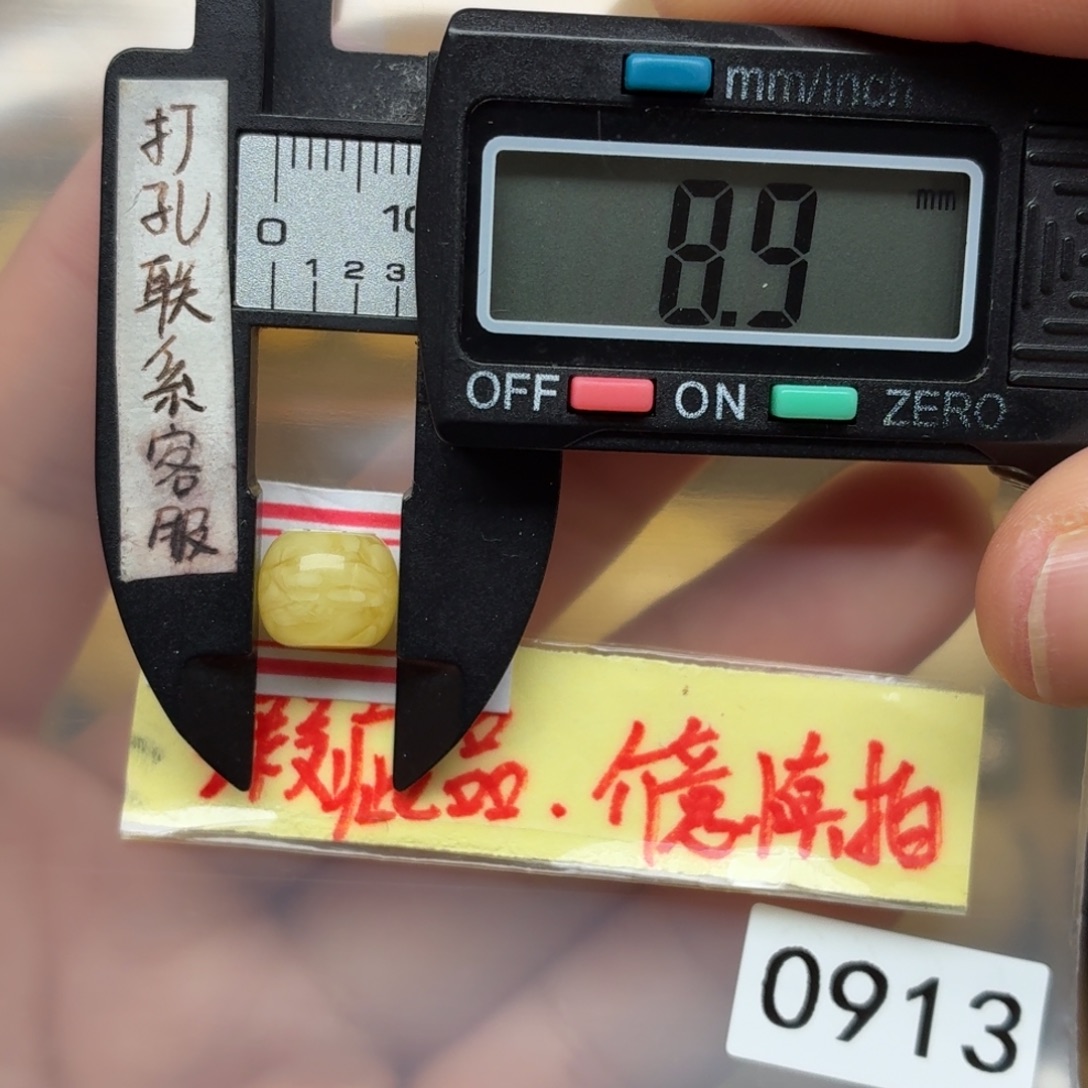 打孔联系客服
mm/inch
0 10
1 2 3
8.9 mm
OFF ON ZERO
瑕疵品.介意慎拍
0913